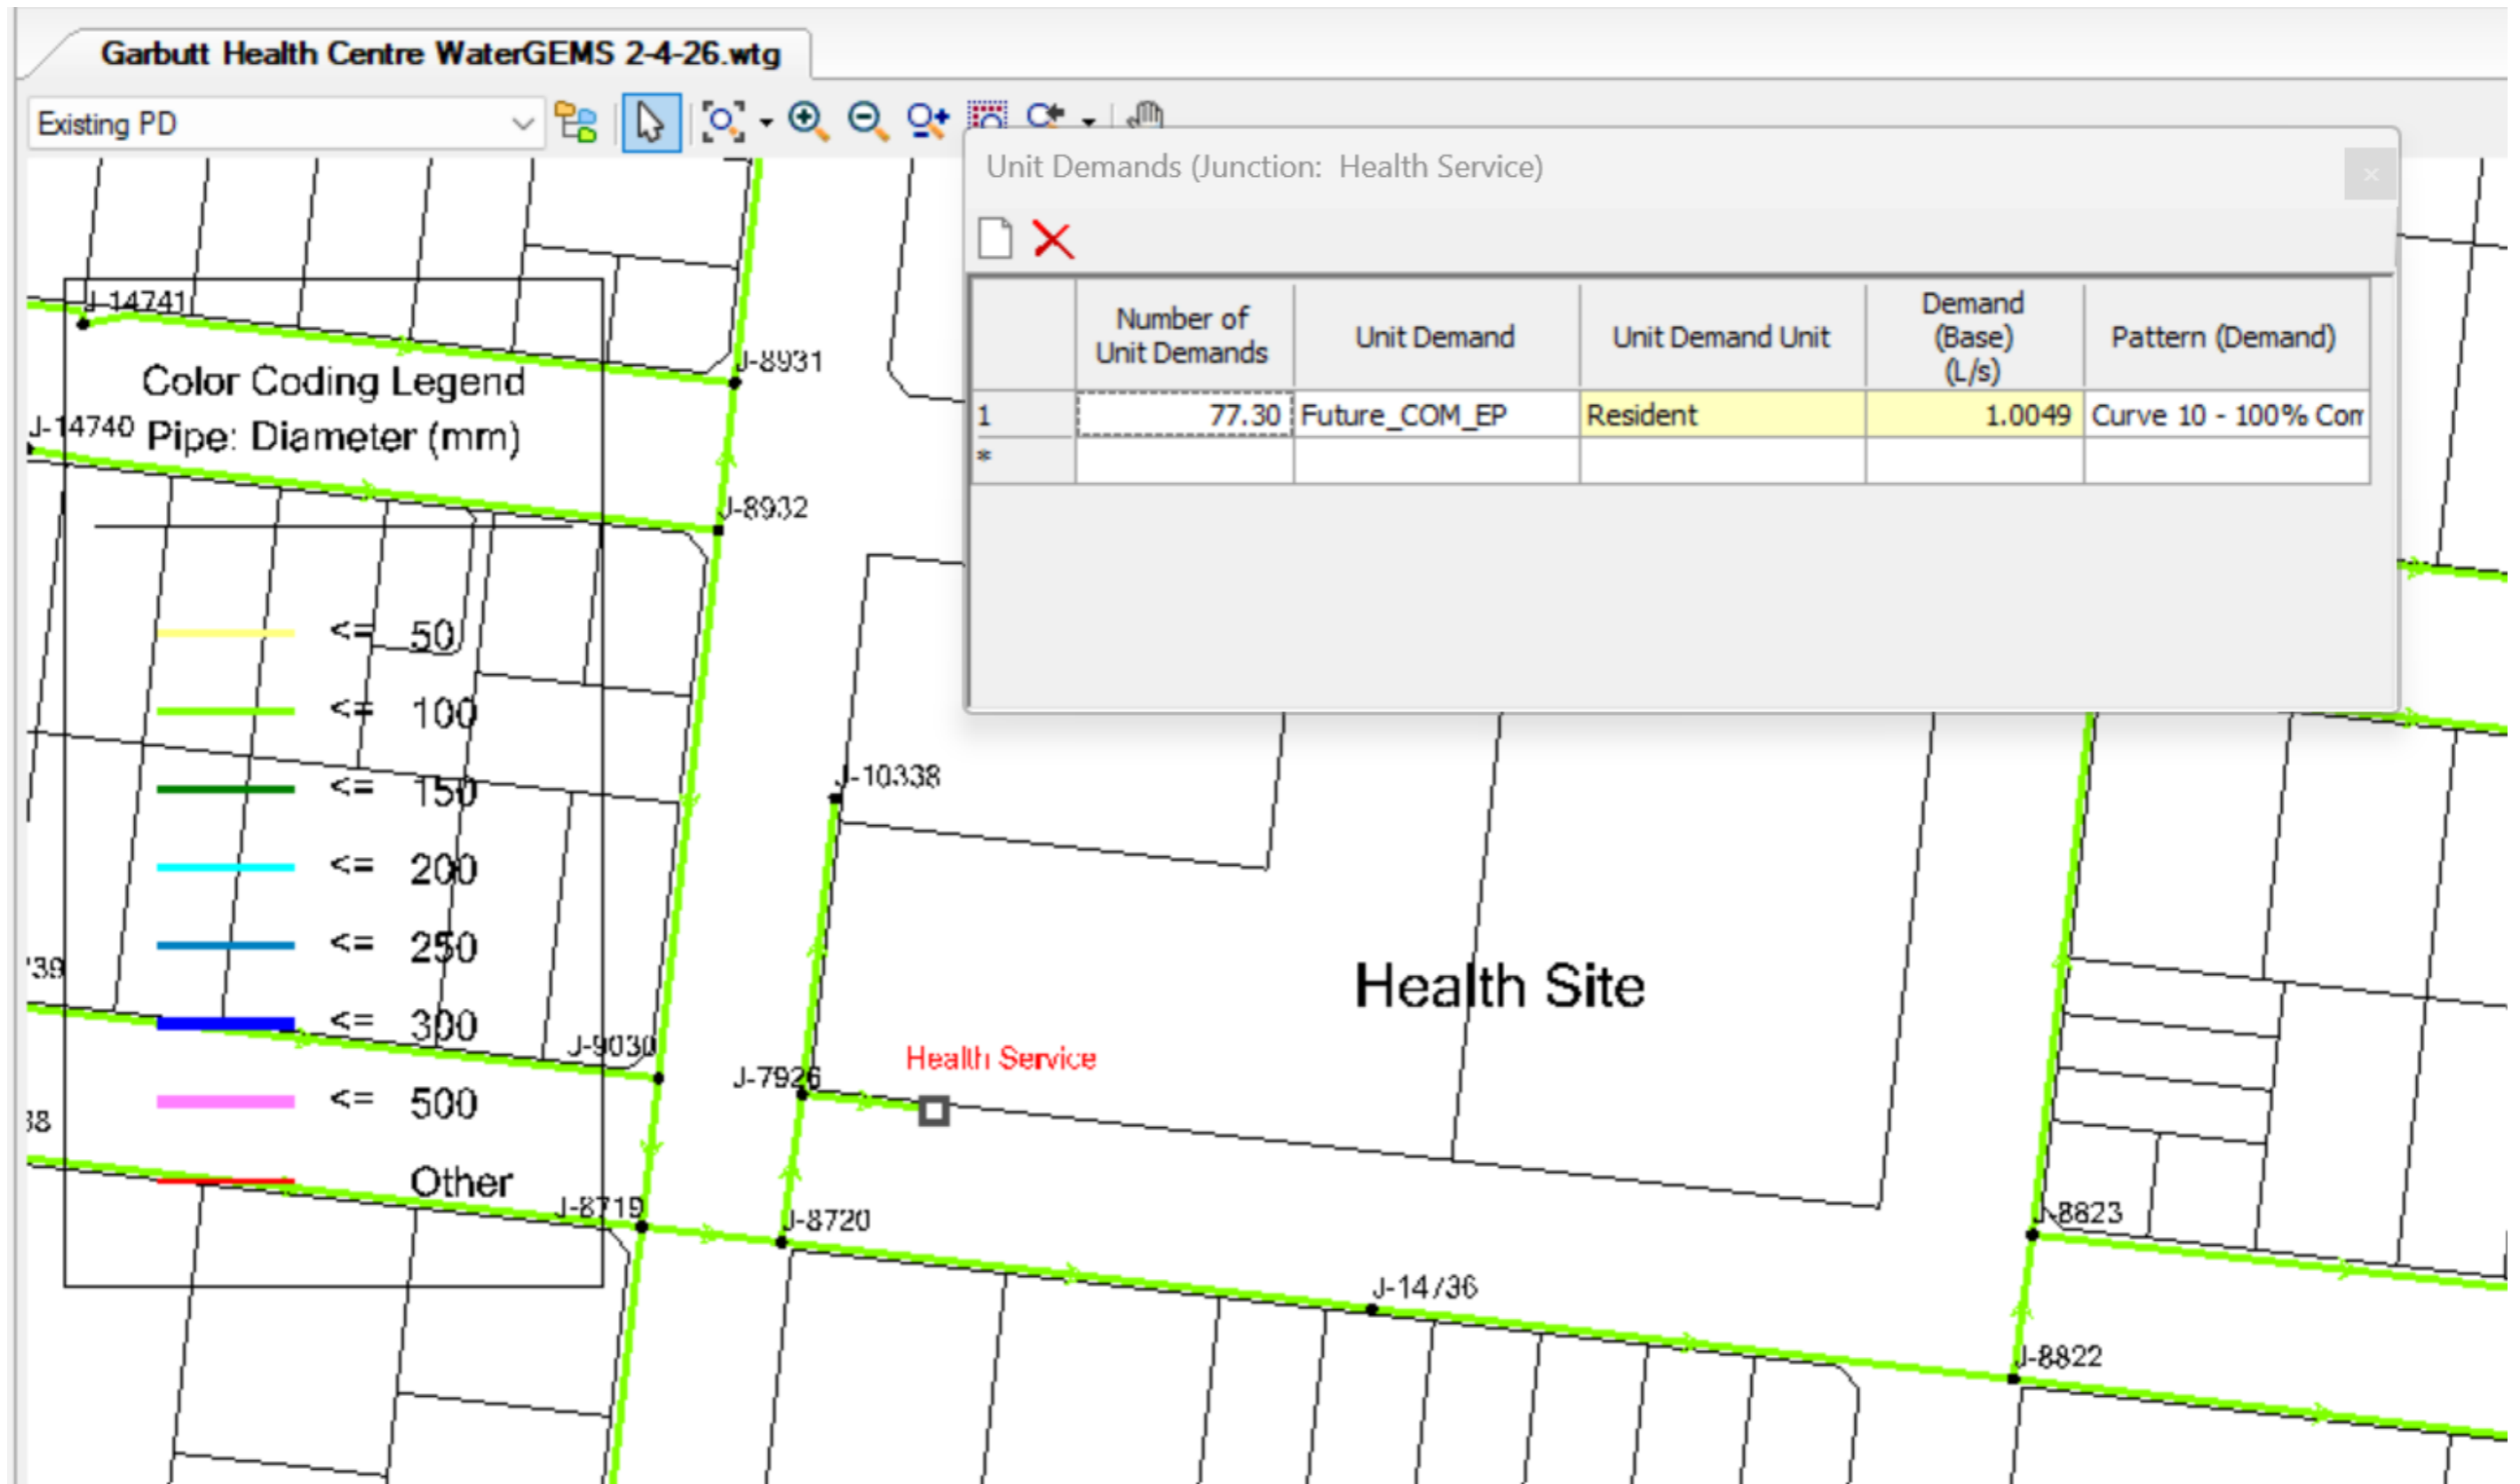 Garbutt Health Centre WaterGEMS 2-4-26.wtg
Existing PD
Unit Demands (Junction: Health Service)
Number of Unit Demands
Unit Demand
Unit Demand Unit
Demand (Base) (L/s)
Pattern (Demand)
1
77.30
Future_COM_EP
Resident
1.0049
Curve 10 - 100% Com
*
J-14741
J-8931
Color Coding Legend
J-14740
Pipe: Diameter (mm)
J-8932
<= 50
<= 100
<= 150
<= 200
<= 250
<= 300
<= 500
Other
J-10338
'39
Health Site
J-9030
Health Service
J-7926
38
J-8719
J-8720
J-8823
J-14736
J-8822